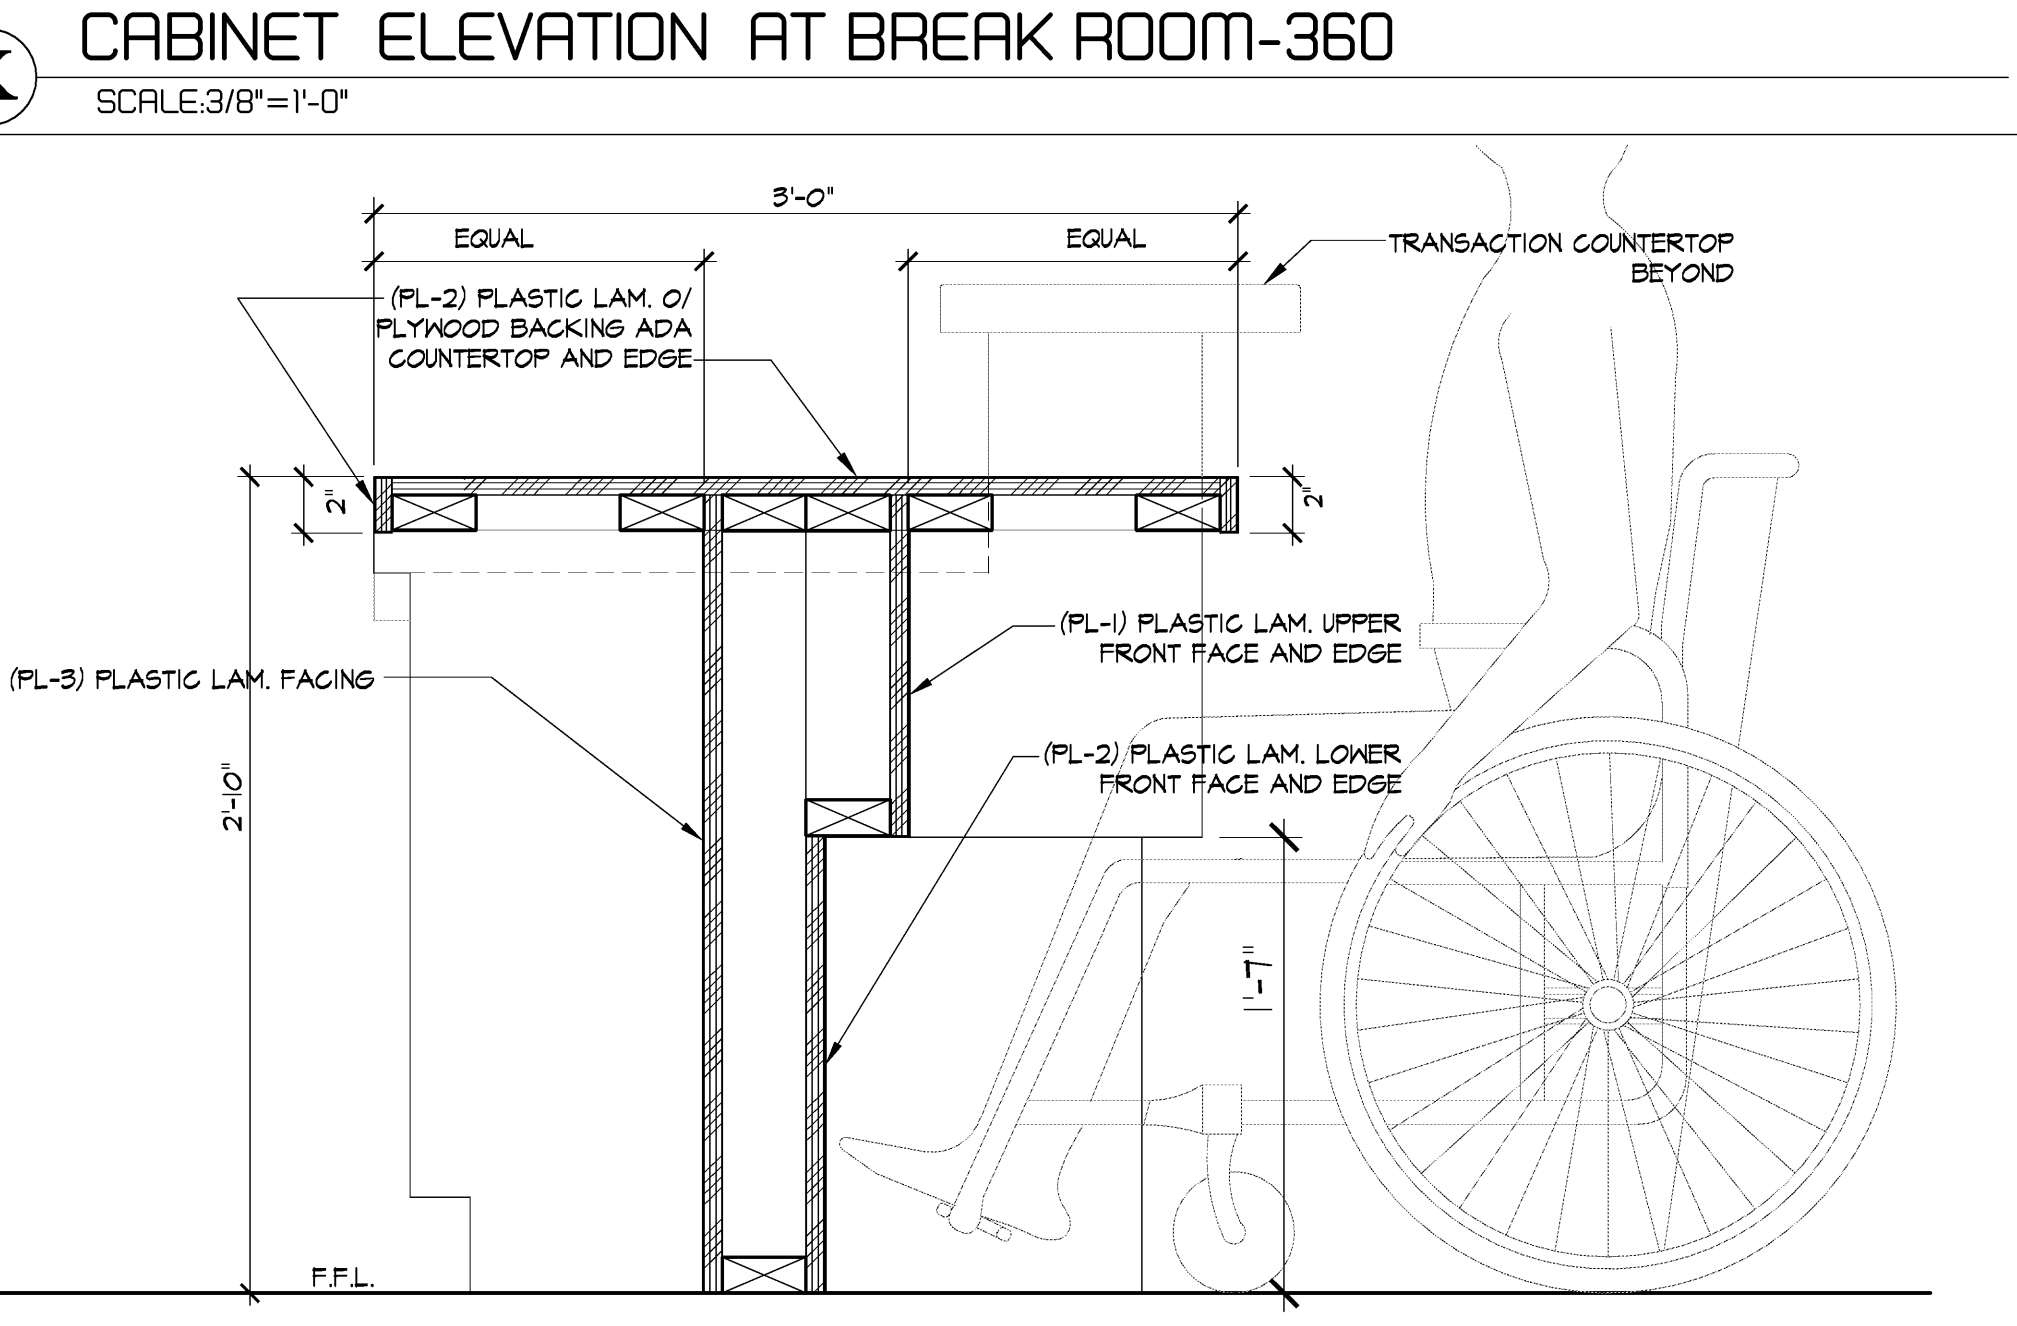 CABINET ELEVATION AT BREAK ROOM-360
SCALE:3/8"=1'-0"
3'-0"
EQUAL
EQUAL
TRANSACTION COUNTERTOP
BEYOND
(PL-2) PLASTIC LAM. O/
PLYWOOD BACKING ADA
COUNTERTOP AND EDGE
2"
2"
(PL-1) PLASTIC LAM. UPPER
FRONT FACE AND EDGE
(PL-3) PLASTIC LAM. FACING
(PL-2) PLASTIC LAM. LOWER
FRONT FACE AND EDGE
2'-10"
1'-7"
F.F.L.